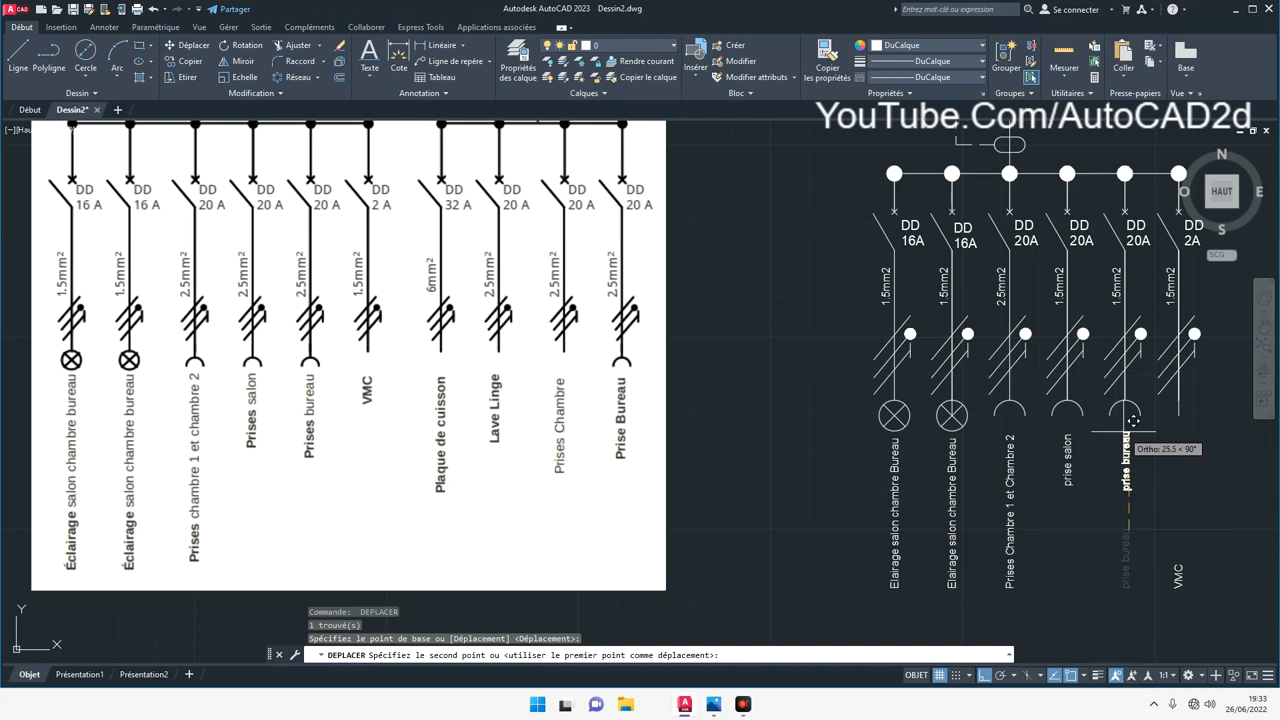 Partager
Autodesk AutoCAD 2023 Dessin2.dwg
Entrez mot-clé ou expression
Se connecter
Début Insertion Annoter Paramétrique Vue Gérer Sortie Compléments Collaborer Express Tools Applications associées
Ligne Polyligne Cercle Arc
Déplacer Rotation Ajuster
Copier Miroir Raccord
Etirer Echelle Réseau
Texte Cote
Linéaire
Ligne de repère
Tableau
Propriétés du calque
0
Rendre courant
Copier le calque
Insérer
Créer
Modifier
Modifier attributs
Copier les propriétés
DuCalque
DuCalque
DuCalque
Grouper
Mesurer
Coller
Base
Dessin Modification Annotation Calques Bloc Propriétés Groupes Utilitaires Presse-papiers Vue
Début Dessin2*
YouTube.Com/AutoCAD2d
[−][Hau
N
O HAUT E
S
SCG
DD DD DD DD DD DD DD DD DD DD
16 A 16 A 20 A 20 A 20 A 2 A 32 A 20 A 20 A 20 A
1.5mm² 1.5mm² 2.5mm² 2.5mm² 2.5mm² 1.5mm² 6mm² 2.5mm² 2.5mm² 2.5mm²
Éclairage salon chambre bureau
Éclairage salon chambre bureau
Prises chambre 1 et chambre 2
Prises salon
Prises bureau
VMC
Plaque de cuisson
Lave Linge
Prises Chambre
Prise Bureau
DD DD DD DD DD DD
16A 16A 20A 20A 20A 2A
1.5mm2 1.5mm2 2.5mm2 1.5mm2 1.5mm2 1.5mm2
Elairage salon chambre Bureau
Elairage salon chambre Bureau
Prises Chambre 1 et Chambre 2
prise salon
prise bureau
prise bureau
VMC
Ortho: 25.5 < 90°
Y
X
Commande: DEPLACER
1 trouvé(s)
Spécifiez le point de base ou [Déplacement] <Déplacement>:
DEPLACER Spécifiez le second point ou <utiliser le premier point comme déplacement>:
Objet Présentation1 Présentation2
OBJET
1:1
19:33
26/06/2022